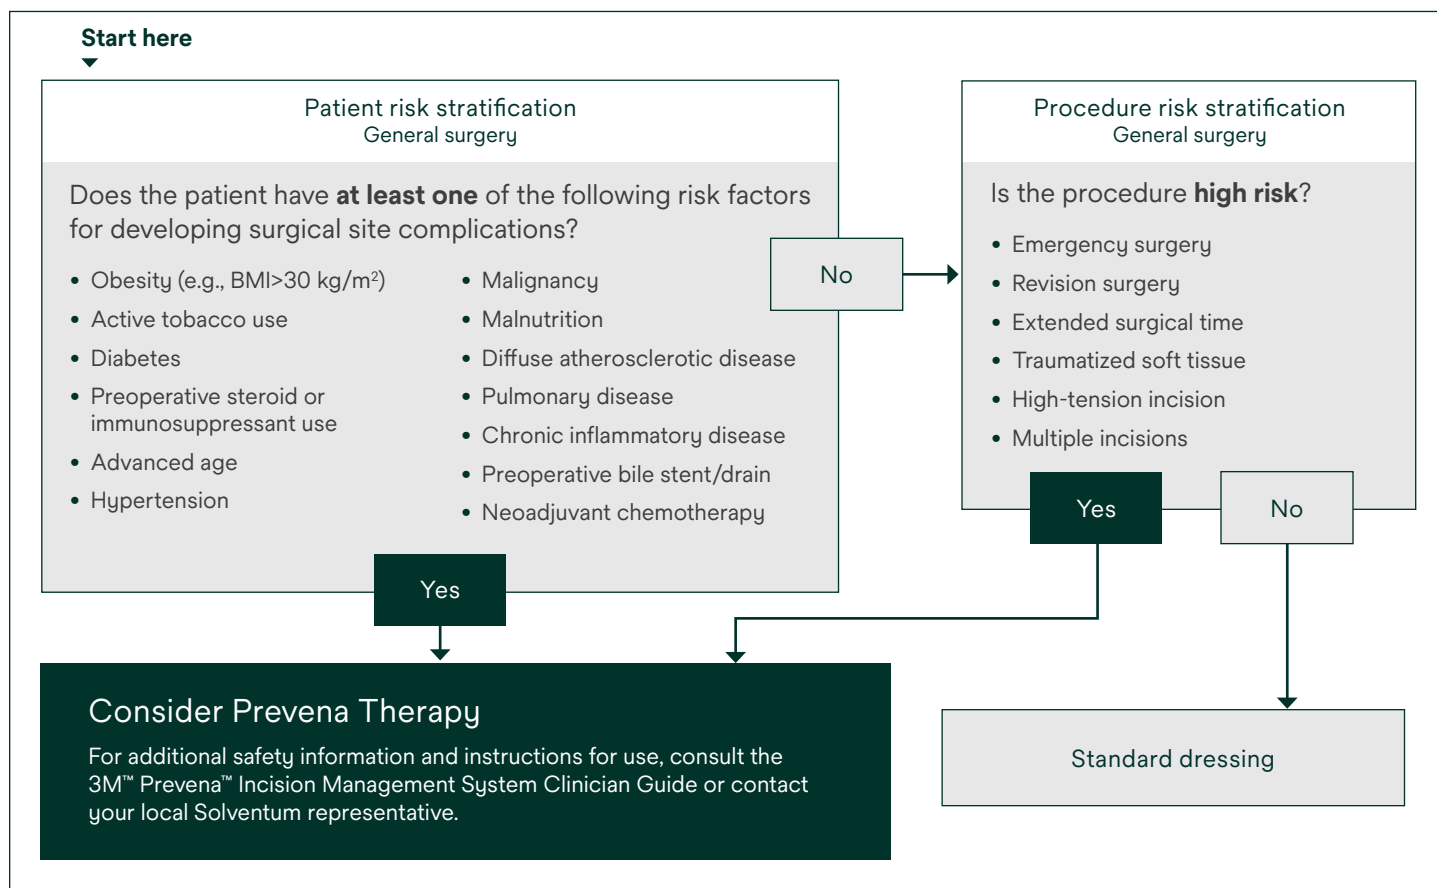 Start here
Patient risk stratification
General surgery
Does the patient have at least one of the following risk factors
for developing surgical site complications?
• Obesity (e.g., BMI>30 kg/m²)
• Active tobacco use
• Diabetes
• Preoperative steroid or
immunosuppressant use
• Advanced age
• Hypertension
• Malignancy
• Malnutrition
• Diffuse atherosclerotic disease
• Pulmonary disease
• Chronic inflammatory disease
• Preoperative bile stent/drain
• Neoadjuvant chemotherapy
No
Yes
Procedure risk stratification
General surgery
Is the procedure high risk?
• Emergency surgery
• Revision surgery
• Extended surgical time
• Traumatized soft tissue
• High-tension incision
• Multiple incisions
Yes
No
Consider Prevena Therapy
For additional safety information and instructions for use, consult the
3M™ Prevena™ Incision Management System Clinician Guide or contact
your local Solventum representative.
Standard dressing